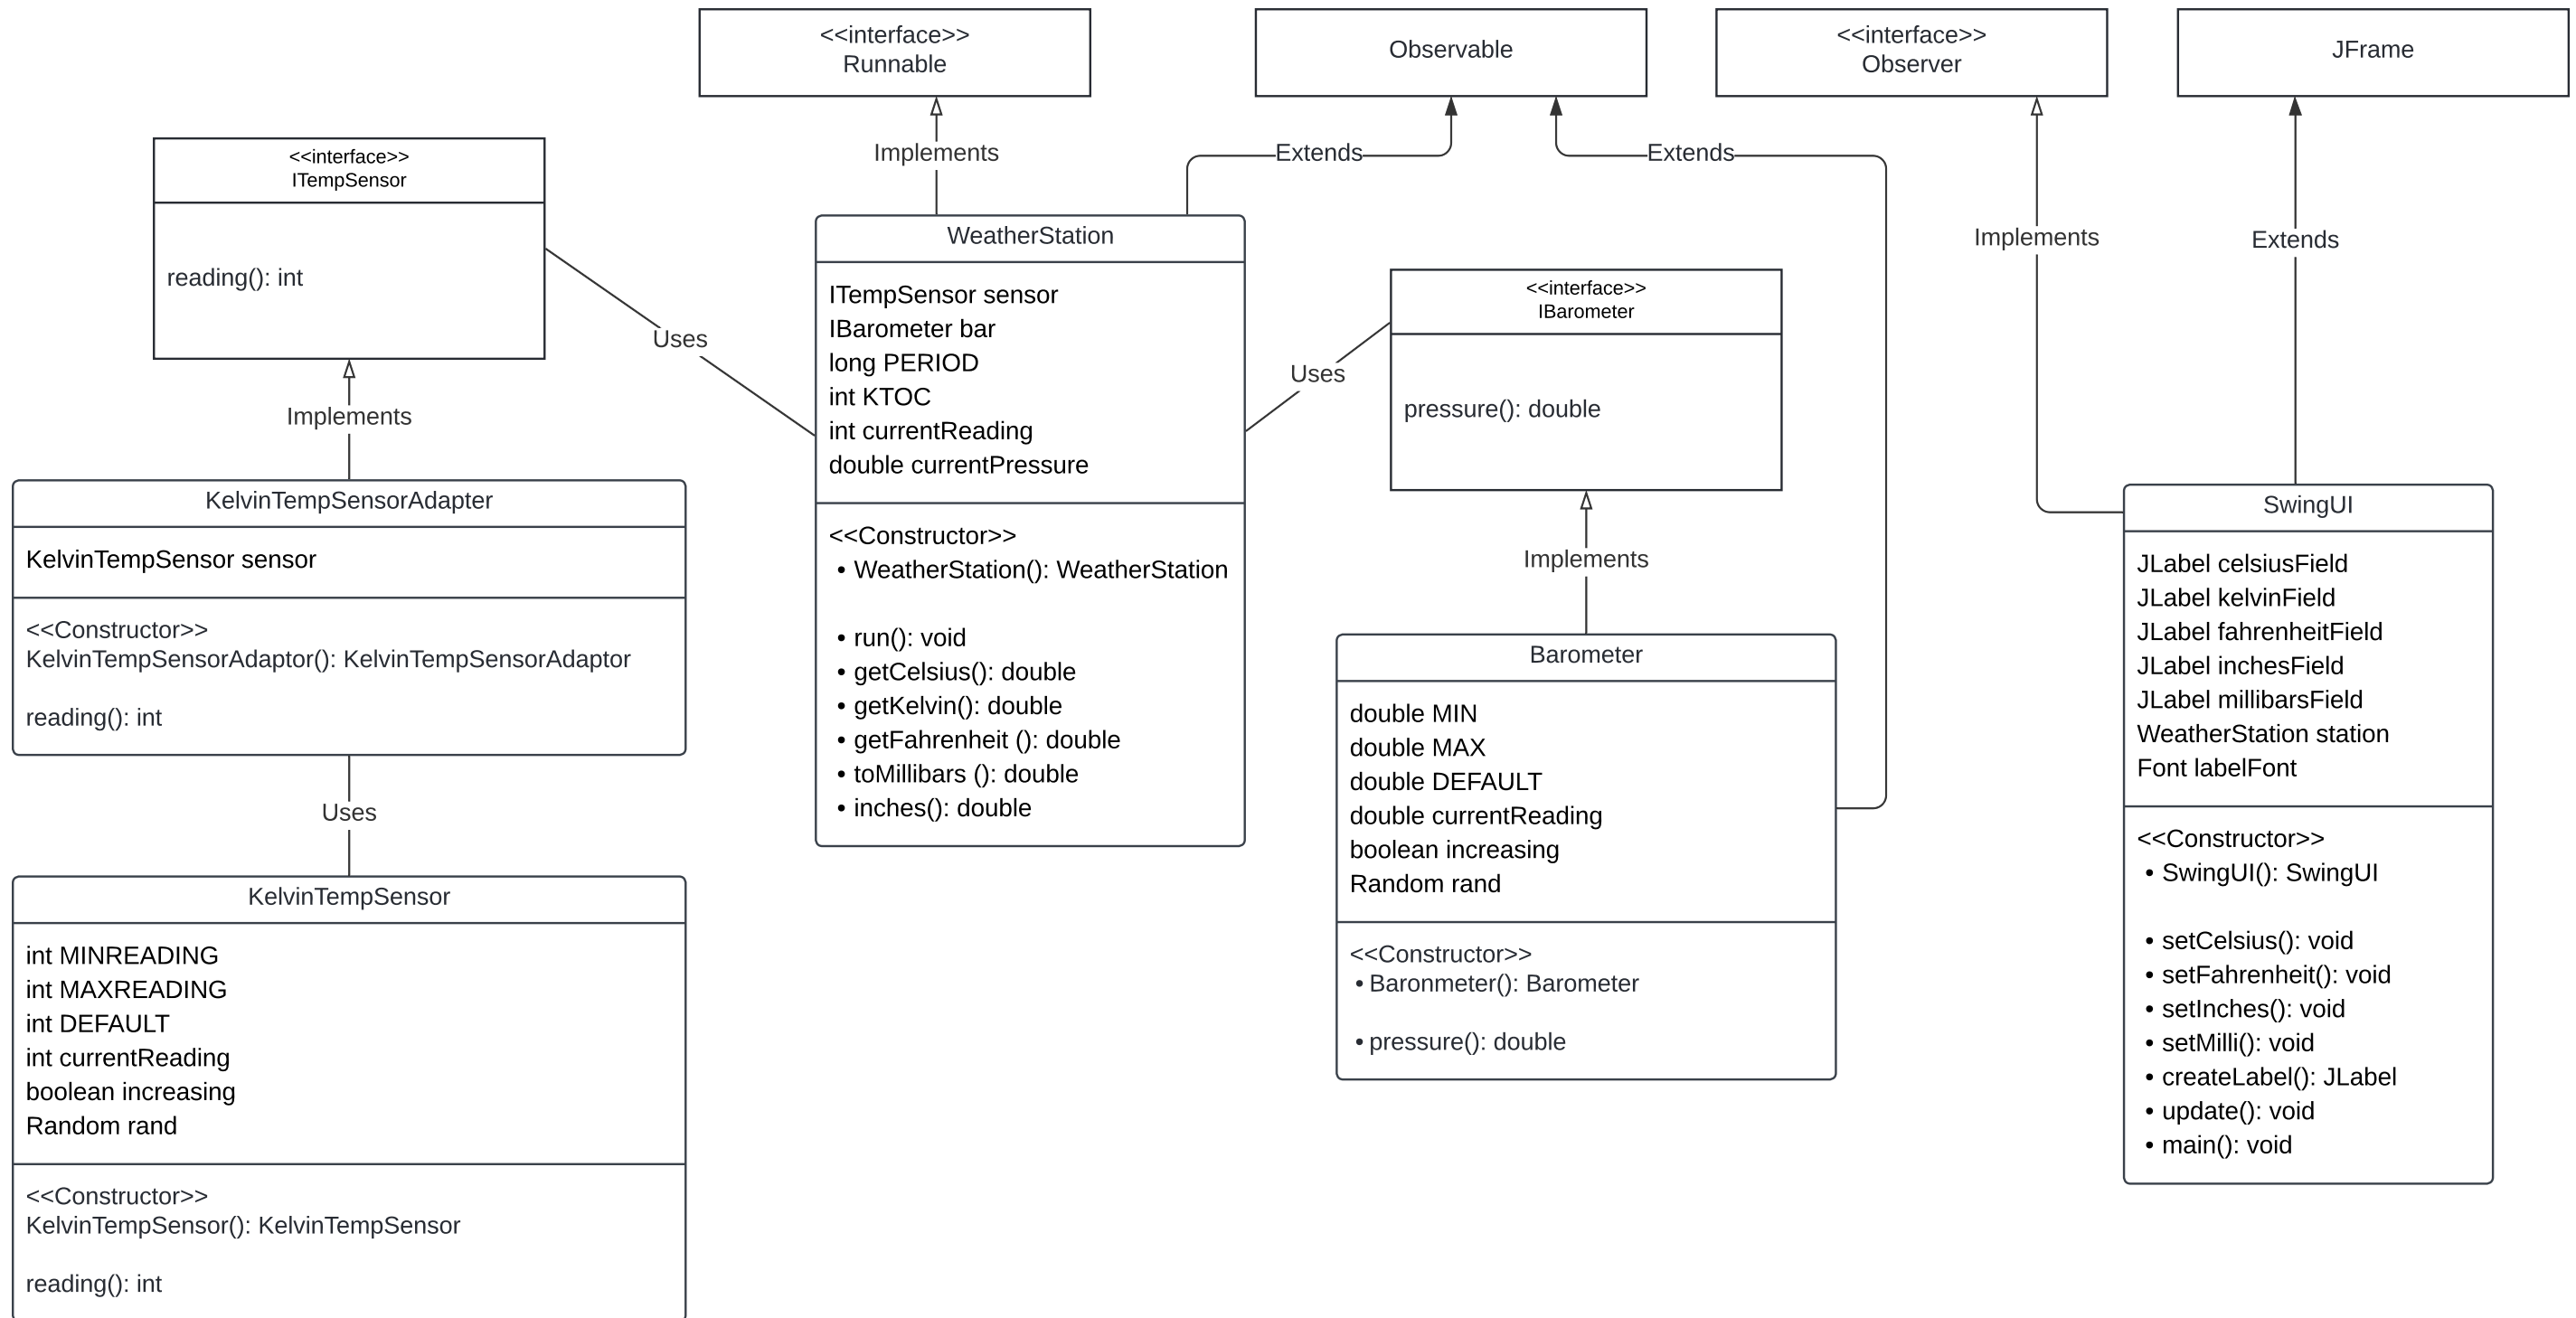 <<interface>>
Runnable
Observable
<<interface>>
Observer
JFrame
Implements
Extends
Extends
Implements
Extends
<<interface>>
ITempSensor
reading(): int
Implements
Uses
WeatherStation
ITempSensor sensor
IBarometer bar
long PERIOD
int KTOC
int currentReading
double currentPressure
<<Constructor>>
• WeatherStation(): WeatherStation
• run(): void
• getCelsius(): double
• getKelvin(): double
• getFahrenheit (): double
• toMillibars (): double
• inches(): double
Uses
<<interface>>
IBarometer
pressure(): double
Implements
KelvinTempSensorAdapter
KelvinTempSensor sensor
<<Constructor>>
KelvinTempSensorAdaptor(): KelvinTempSensorAdaptor
reading(): int
Uses
KelvinTempSensor
int MINREADING
int MAXREADING
int DEFAULT
int currentReading
boolean increasing
Random rand
<<Constructor>>
KelvinTempSensor(): KelvinTempSensor
reading(): int
Barometer
double MIN
double MAX
double DEFAULT
double currentReading
boolean increasing
Random rand
<<Constructor>>
• Baronmeter(): Barometer
• pressure(): double
SwingUI
JLabel celsiusField
JLabel kelvinField
JLabel fahrenheitField
JLabel inchesField
JLabel millibarsField
WeatherStation station
Font labelFont
<<Constructor>>
• SwingUI(): SwingUI
• setCelsius(): void
• setFahrenheit(): void
• setInches(): void
• setMilli(): void
• createLabel(): JLabel
• update(): void
• main(): void